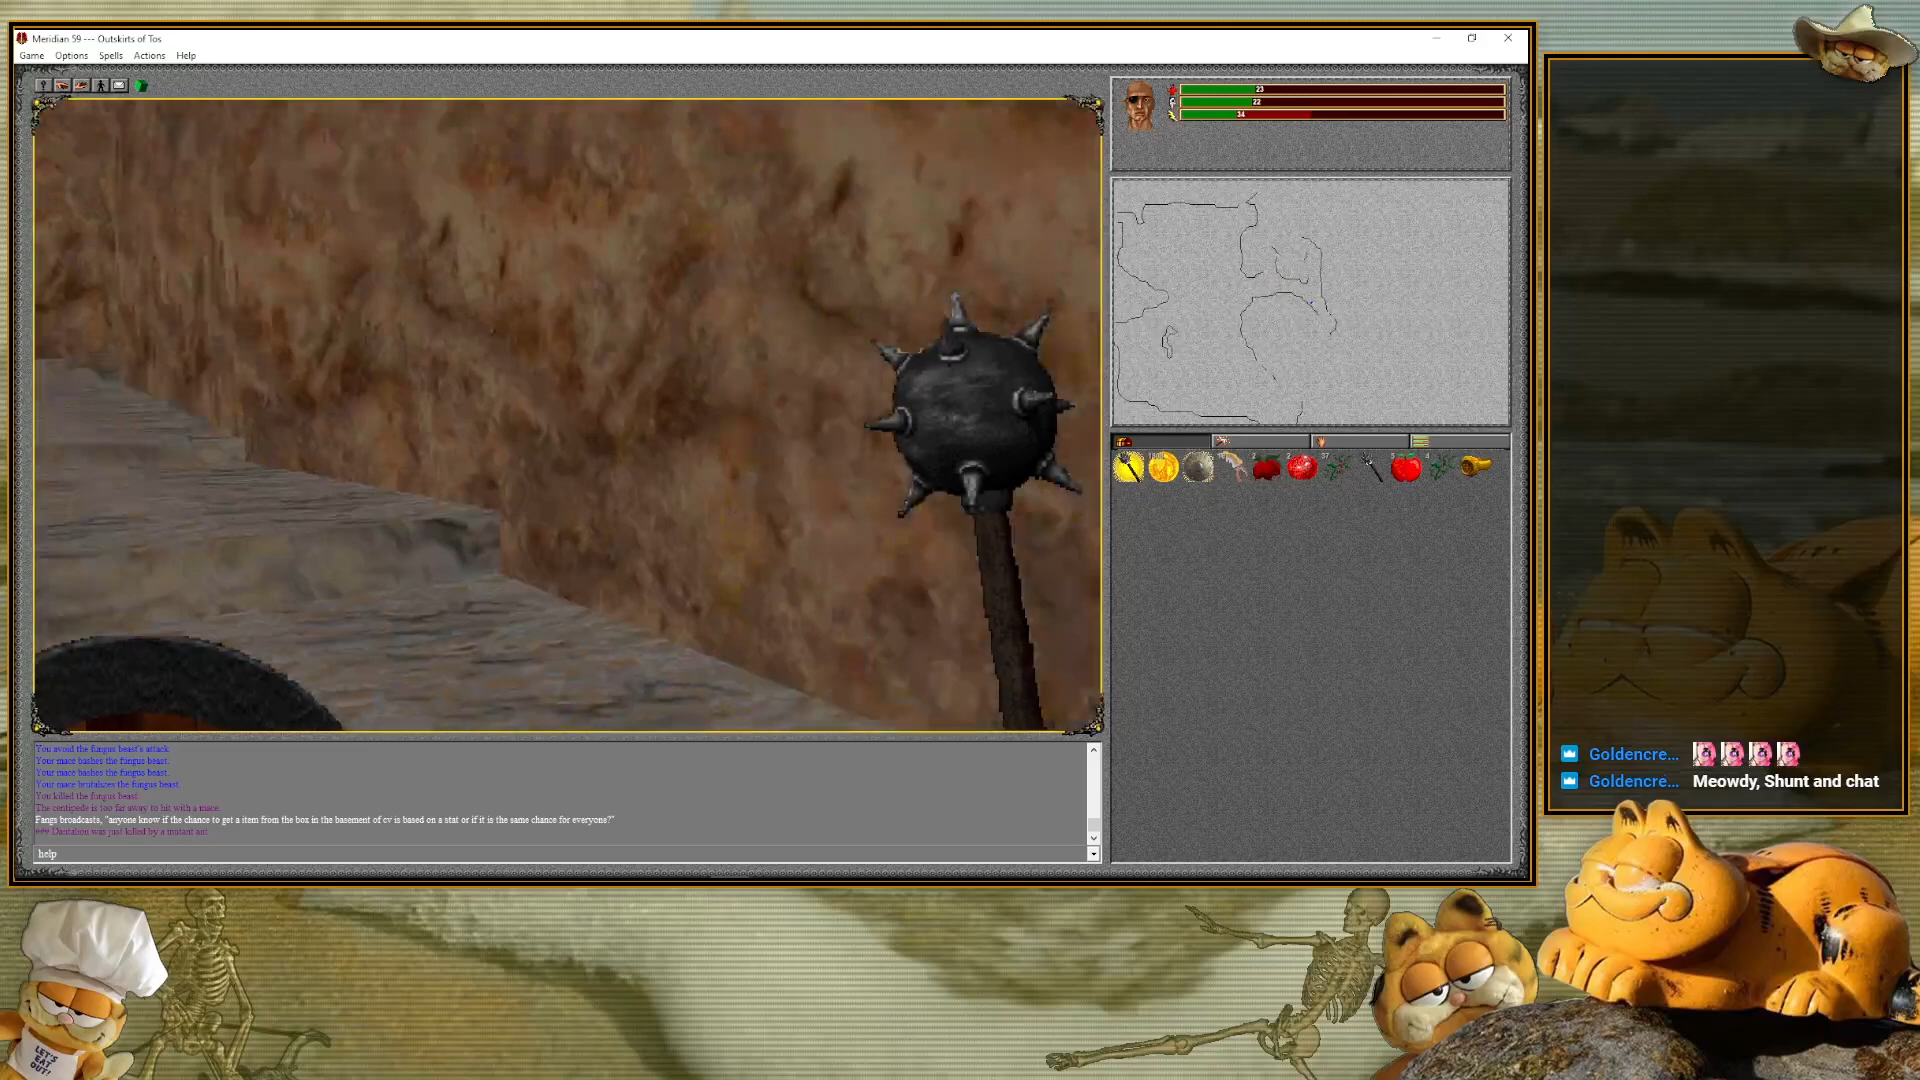 Meridian 59 --- Outskirts of Tos
Game Options Spells Actions Help
23
22
34
2 2 37 5 4
You avoid the fungus beast's attack.
Your mace bashes the fungus beast.
Your mace bashes the fungus beast.
Your mace brutalizes the fungus beast.
You killed the fungus beast.
The centipede is too far away to hit with a mace.
Fangs broadcasts, "anyone know if the chance to get a item from the box in the basement of cv is based on a stat or if it is the same chance for everyone?"
### Dantalion was just killed by a mutant ant.
help
Goldencre...
Goldencre... Meowdy, Shunt and chat
LET'S
EAT
OUT!